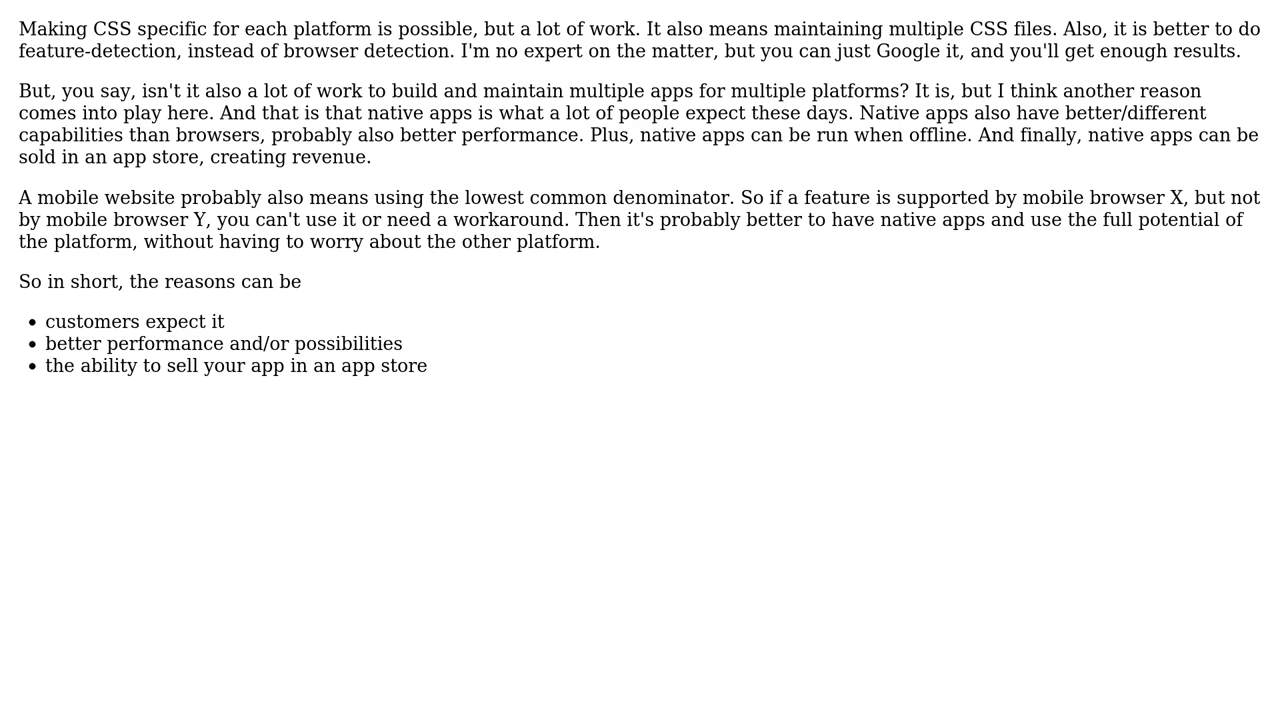 Making CSS specific for each platform is possible, but a lot of work. It also means maintaining multiple CSS files. Also, it is better to do
feature-detection, instead of browser detection. I'm no expert on the matter, but you can just Google it, and you'll get enough results.
But, you say, isn't it also a lot of work to build and maintain multiple apps for multiple platforms? It is, but I think another reason
comes into play here. And that is that native apps is what a lot of people expect these days. Native apps also have better/different
capabilities than browsers, probably also better performance. Plus, native apps can be run when offline. And finally, native apps can be
sold in an app store, creating revenue.
A mobile website probably also means using the lowest common denominator. So if a feature is supported by mobile browser X, but not
by mobile browser Y, you can't use it or need a workaround. Then it's probably better to have native apps and use the full potential of
the platform, without having to worry about the other platform.
So in short, the reasons can be
• customers expect it
• better performance and/or possibilities
• the ability to sell your app in an app store